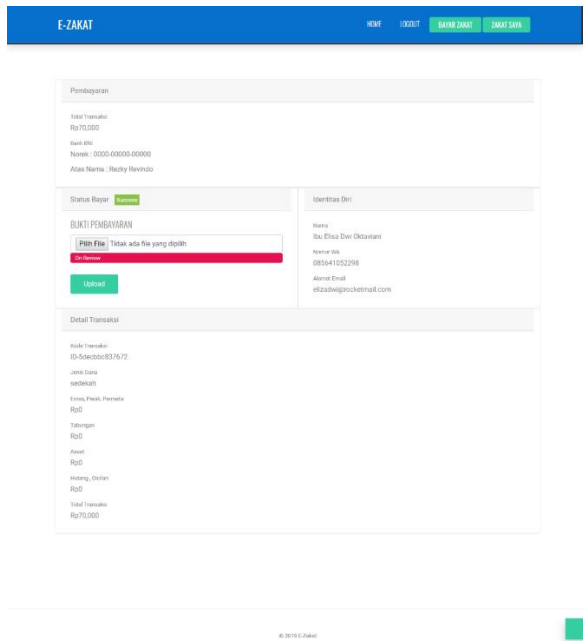 E-ZAKAT
HOME LOGOUT BAYAR ZAKAT ZAKAT SAYA
Pembayaran
Total Transaksi
Rp70,000
Bank BNI
Norek : 0000-00000-00000
Atas Nama : Rezky Revindo
Status Bayar
BUKTI PEMBAYARAN
Pilih File Tidak ada file yang dipilih
On Review
Upload
Identitas Diri
Nama
Ibu Elisa Dwi Oktaviani
Nomor WA
085641052298
Alamat Email
elizadwi@rocketmail.com
Detail Transaksi
Kode Transaksi
ID-5decbbc837672
Jenis Dana
sedekah
Emas, Perak, Permata
Rp0
Tabungan
Rp0
Asset
Rp0
Hutang , Cicilan
Rp0
Total Transaksi
Rp70,000
© 2019 E-Zakat